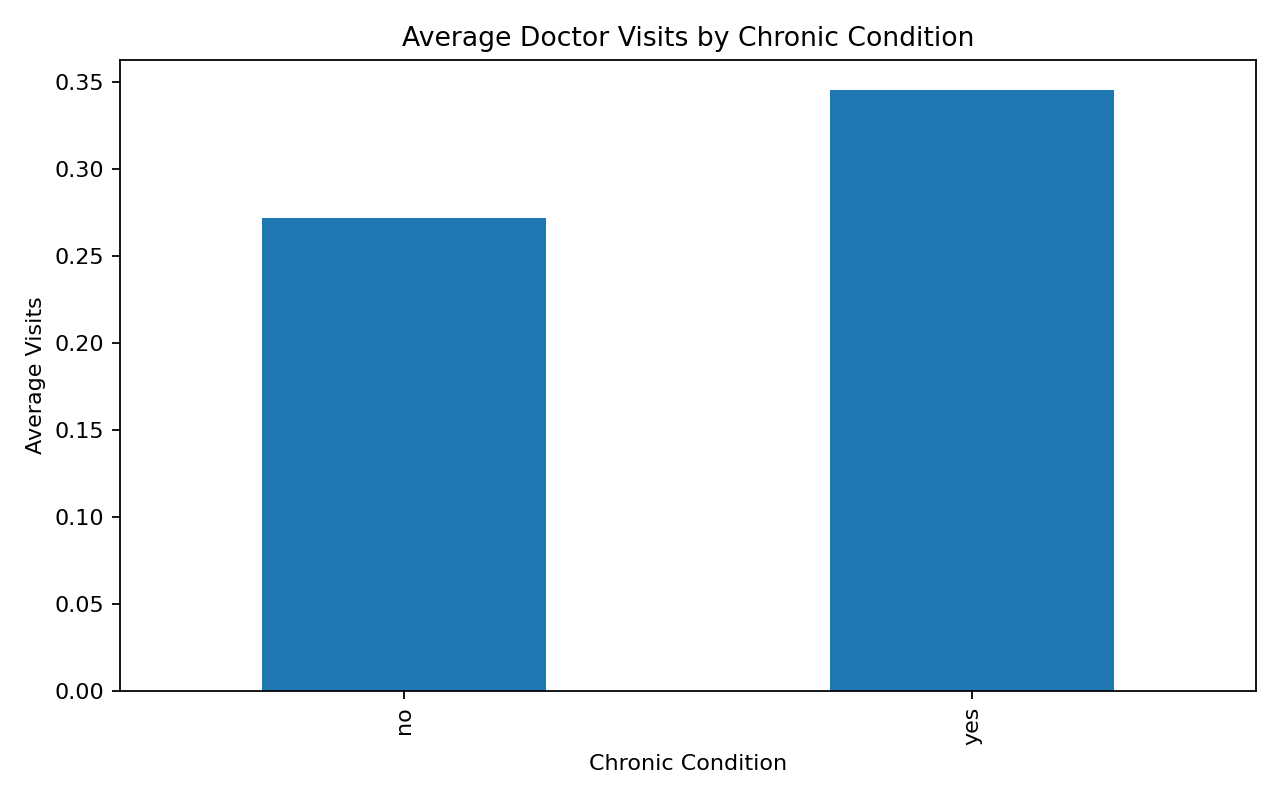 Average Doctor Visits by Chronic Condition
0.35
0.30
0.25
0.20
0.15
0.10
0.05
0.00
Average Visits
no
yes
Chronic Condition